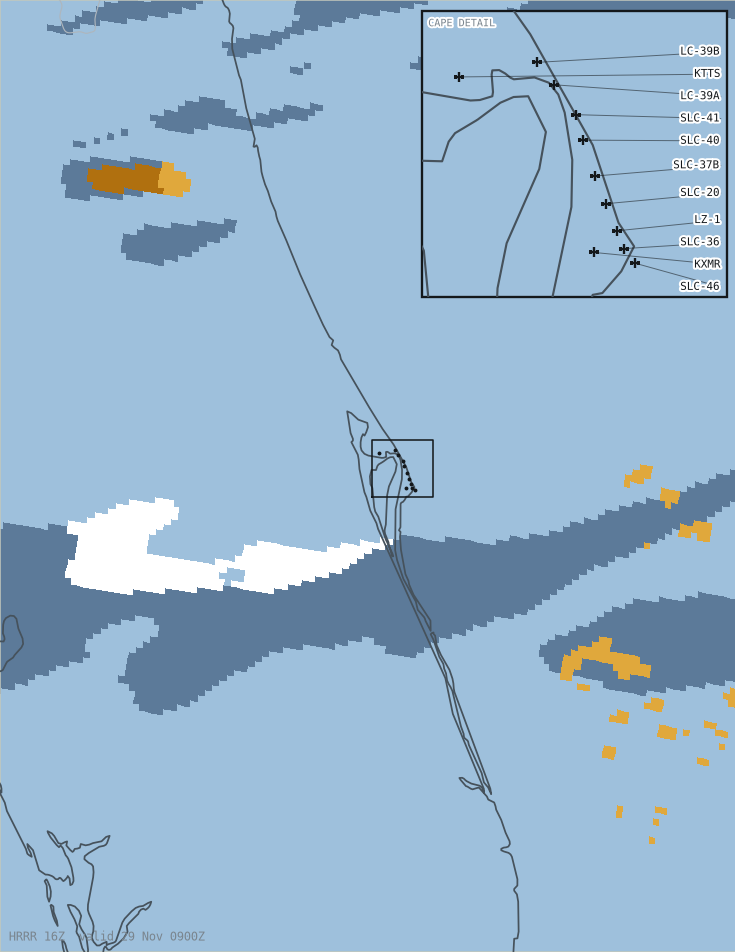 CAPE DETAIL
LC-39B
KTTS
LC-39A
SLC-41
SLC-40
SLC-37B
SLC-20
LZ-1
SLC-36
KXMR
SLC-46
HRRR 16Z  valid 29 Nov 0900Z